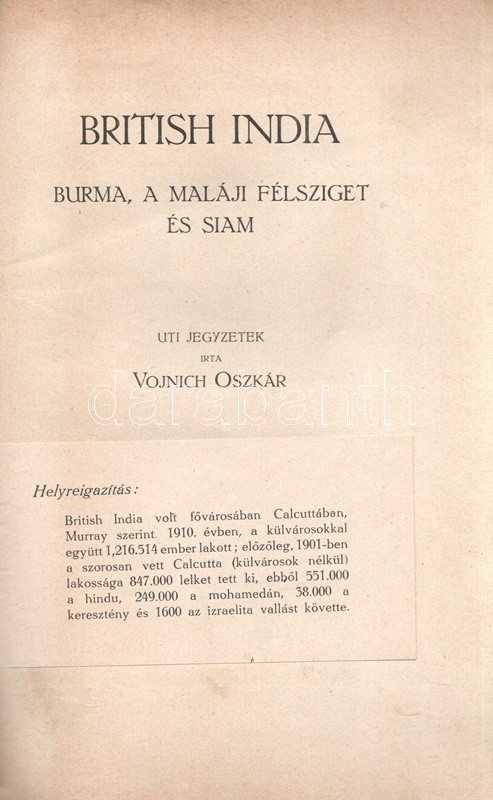 BRITISH INDIA
BURMA, A MALÁJI FÉLSZIGET
ÉS SIAM
UTI JEGYZETEK
IRTA
VOJNICH OSZKÁR
darabanth
Helyreigazítás:
British India volt fővárosában Calcuttában,
Murray szerint 1910. évben, a külvárosokkal
együtt 1,216.514 ember lakott; előzőleg, 1901-ben
a szorosan vett Calcutta (külvárosok nélkül)
lakossága 847.000 lelket tett ki, ebből 551.000
a hindu, 249.000 a mohamedán, 38.000 a
keresztény és 1600 az izraelita vallást követte.